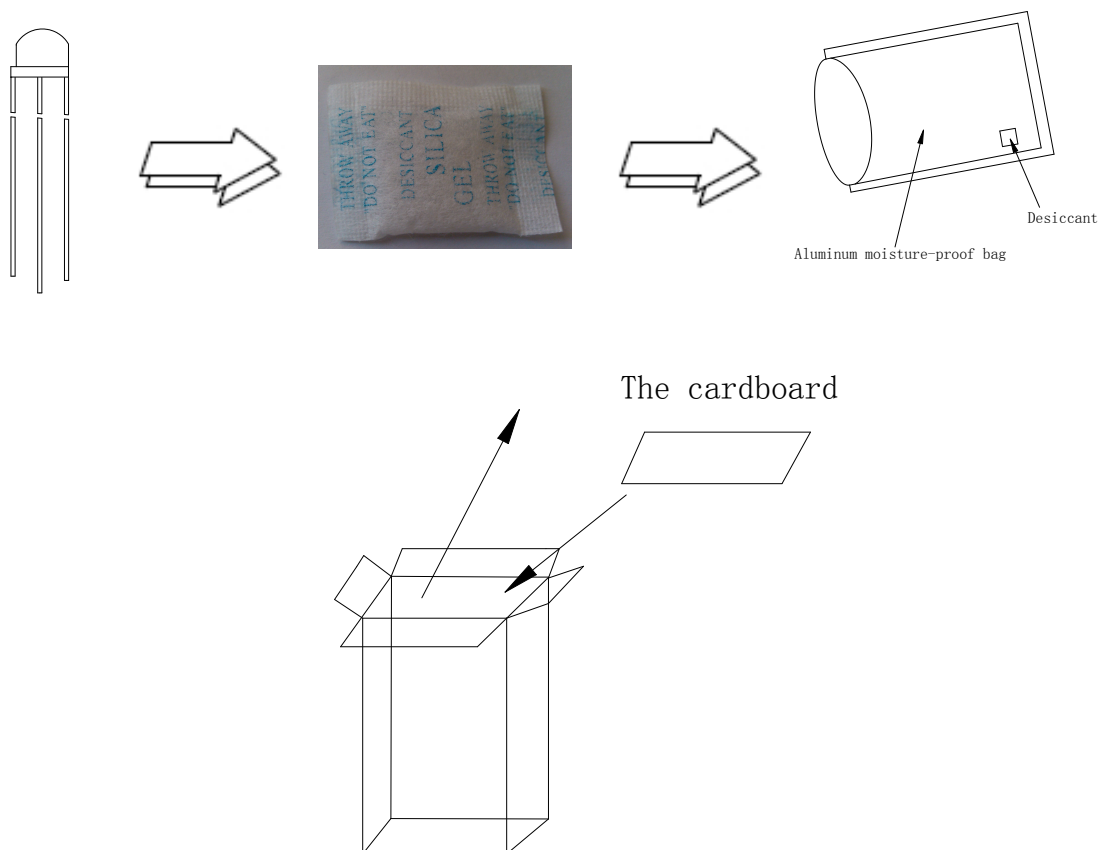 THROW AWAY
DO NOT EAT
DESICCANT
SILICA
GEL
THROW AWAY
DO NOT EAT
DESICCANT
Desiccant
Aluminum moisture-proof bag
The cardboard